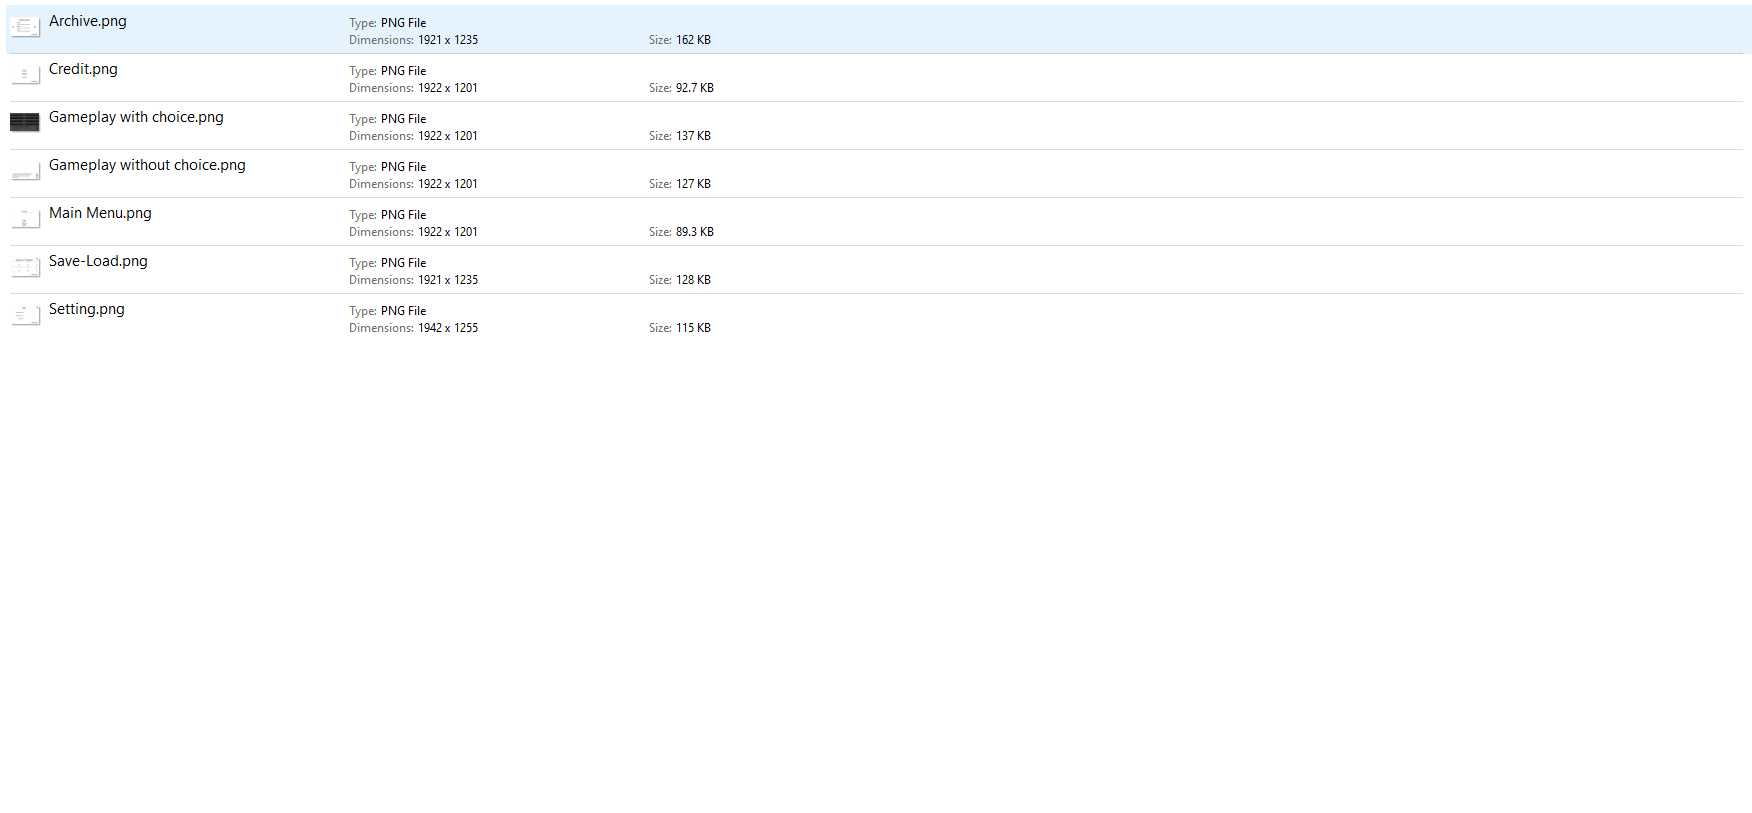 Archive.png
Type: PNG File
Dimensions: 1921 x 1235
Size: 162 KB
Credit.png
Type: PNG File
Dimensions: 1922 x 1201
Size: 92.7 KB
Gameplay with choice.png
Type: PNG File
Dimensions: 1922 x 1201
Size: 137 KB
Gameplay without choice.png
Type: PNG File
Dimensions: 1922 x 1201
Size: 127 KB
Main Menu.png
Type: PNG File
Dimensions: 1922 x 1201
Size: 89.3 KB
Save-Load.png
Type: PNG File
Dimensions: 1921 x 1235
Size: 128 KB
Setting.png
Type: PNG File
Dimensions: 1942 x 1255
Size: 115 KB